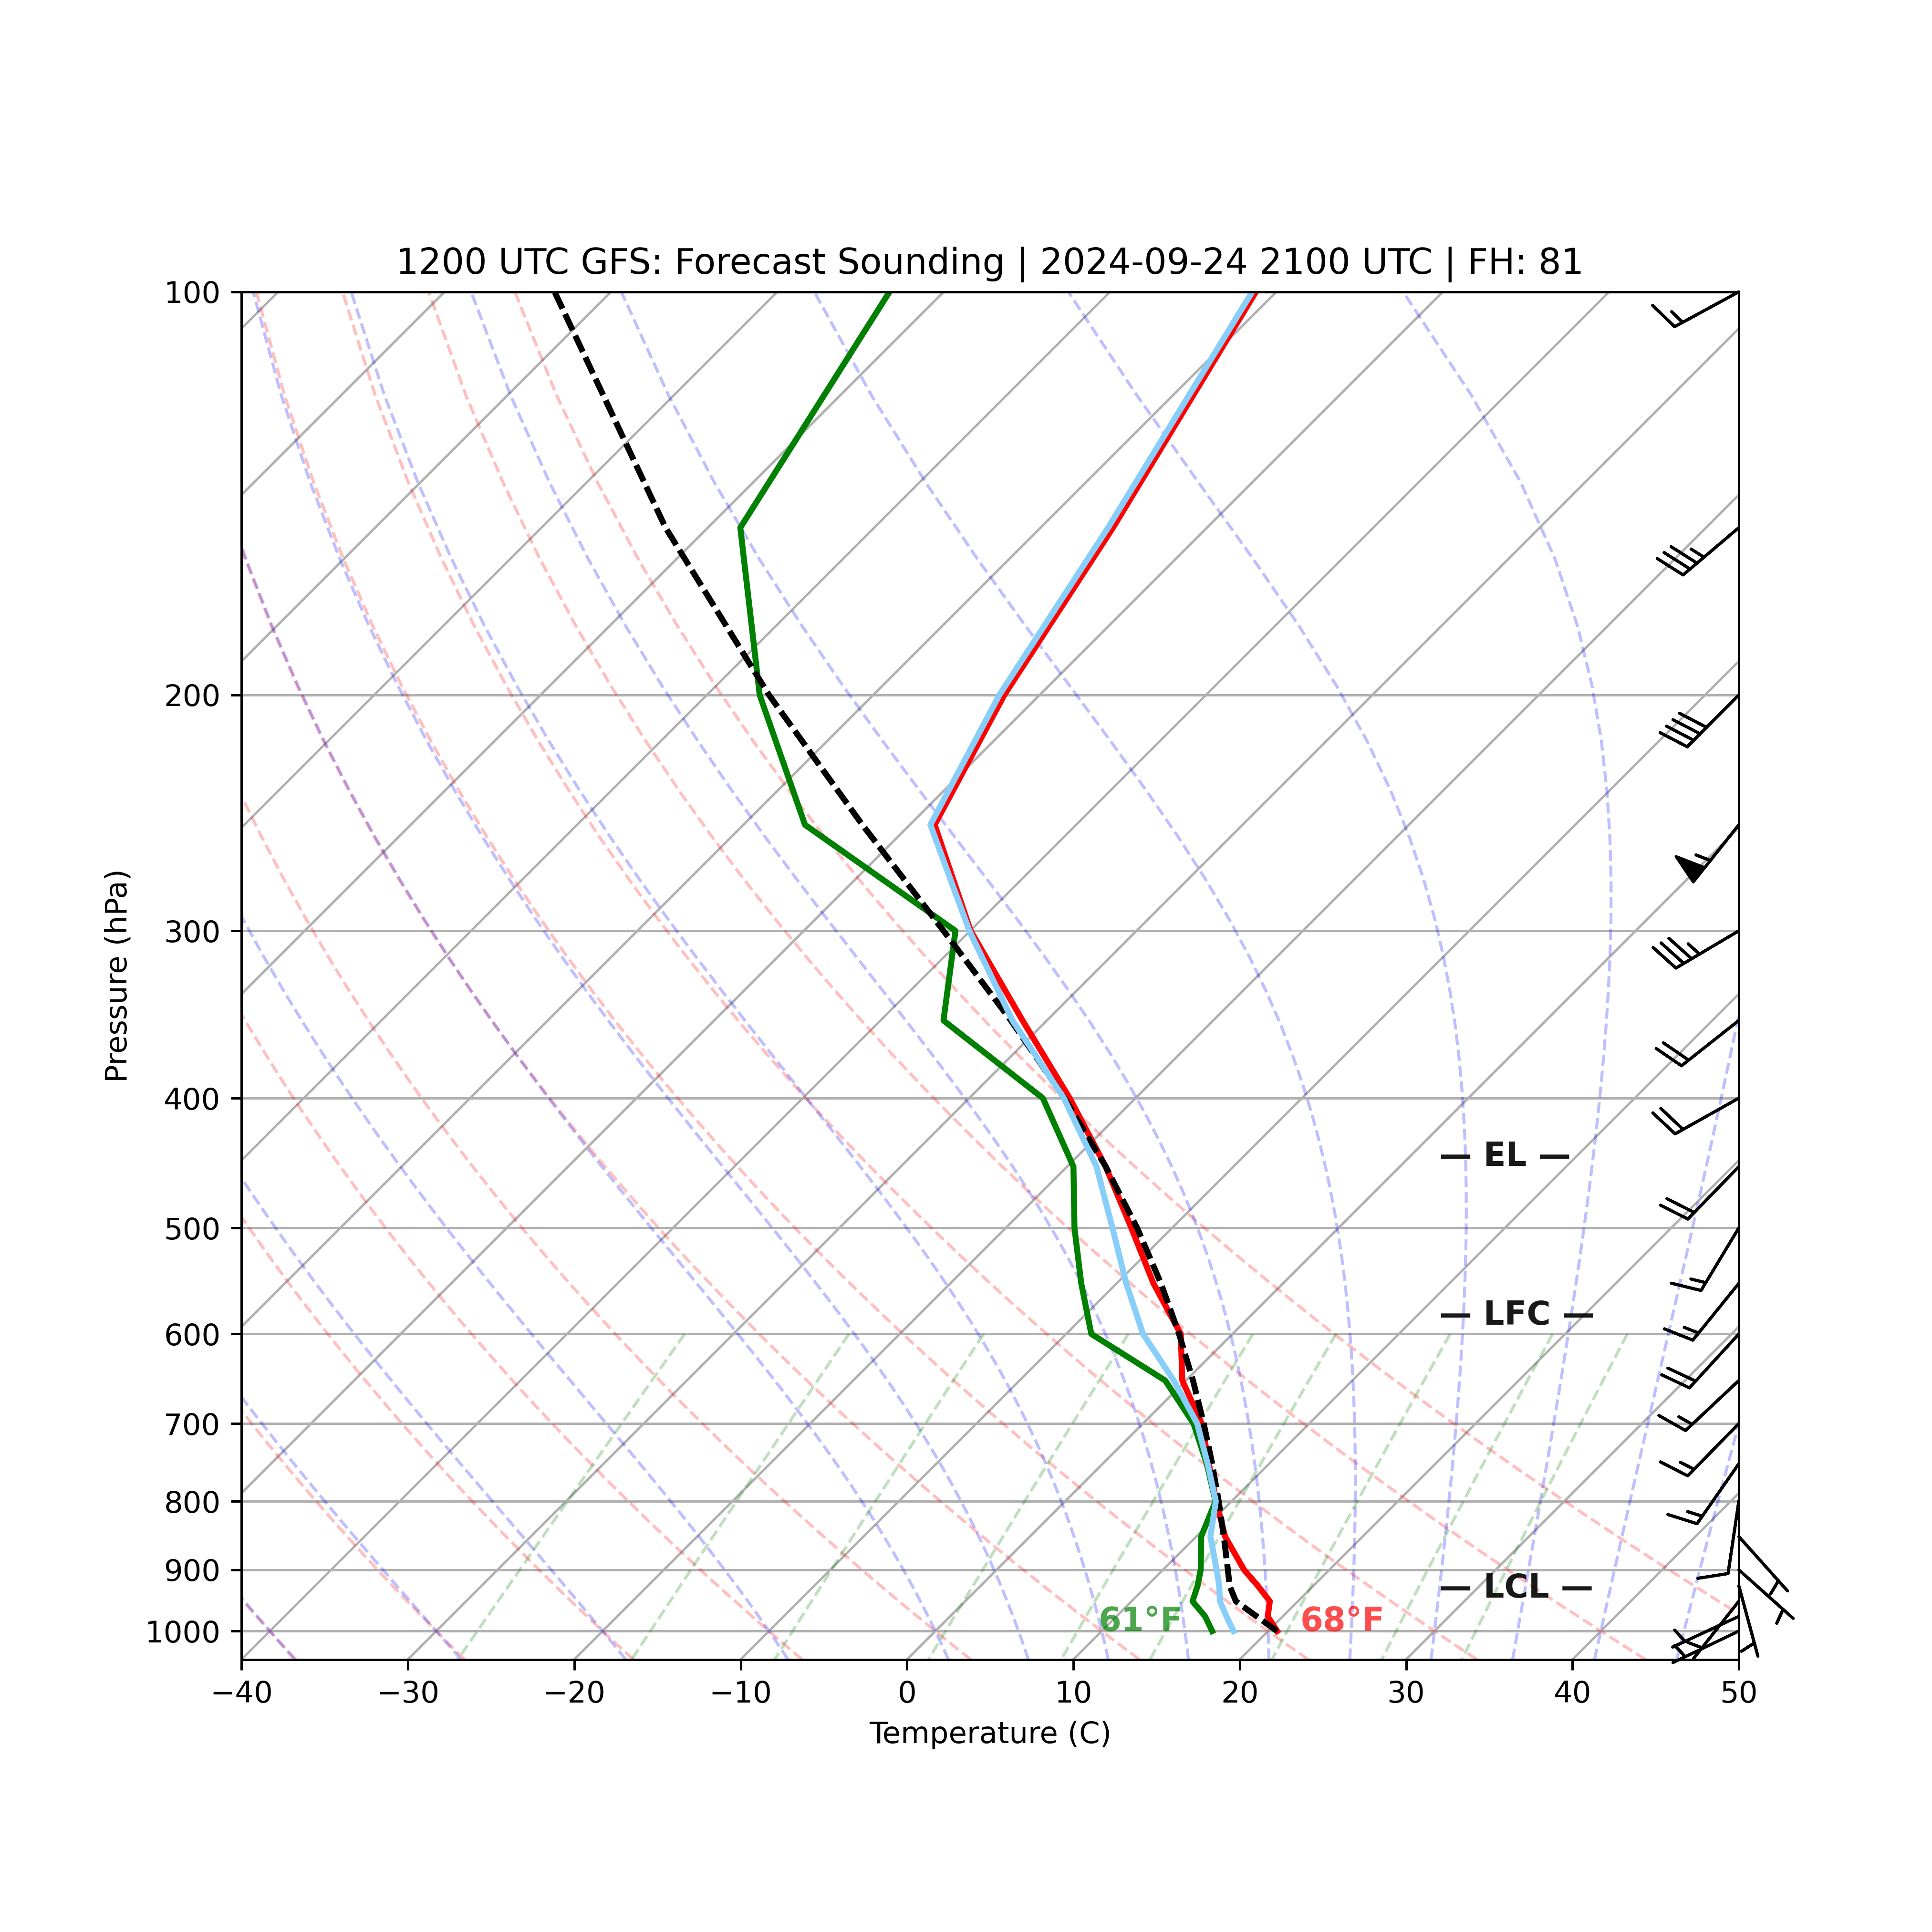 1200 UTC GFS: Forecast Sounding | 2024-09-24 2100 UTC | FH: 81
100
200
300
Pressure (hPa)
400
— EL —
500
— LFC —
600
700
800
900
— LCL —
61°F 68°F
1000
−40 −30 −20 −10 0 10 20 30 40 50
Temperature (C)